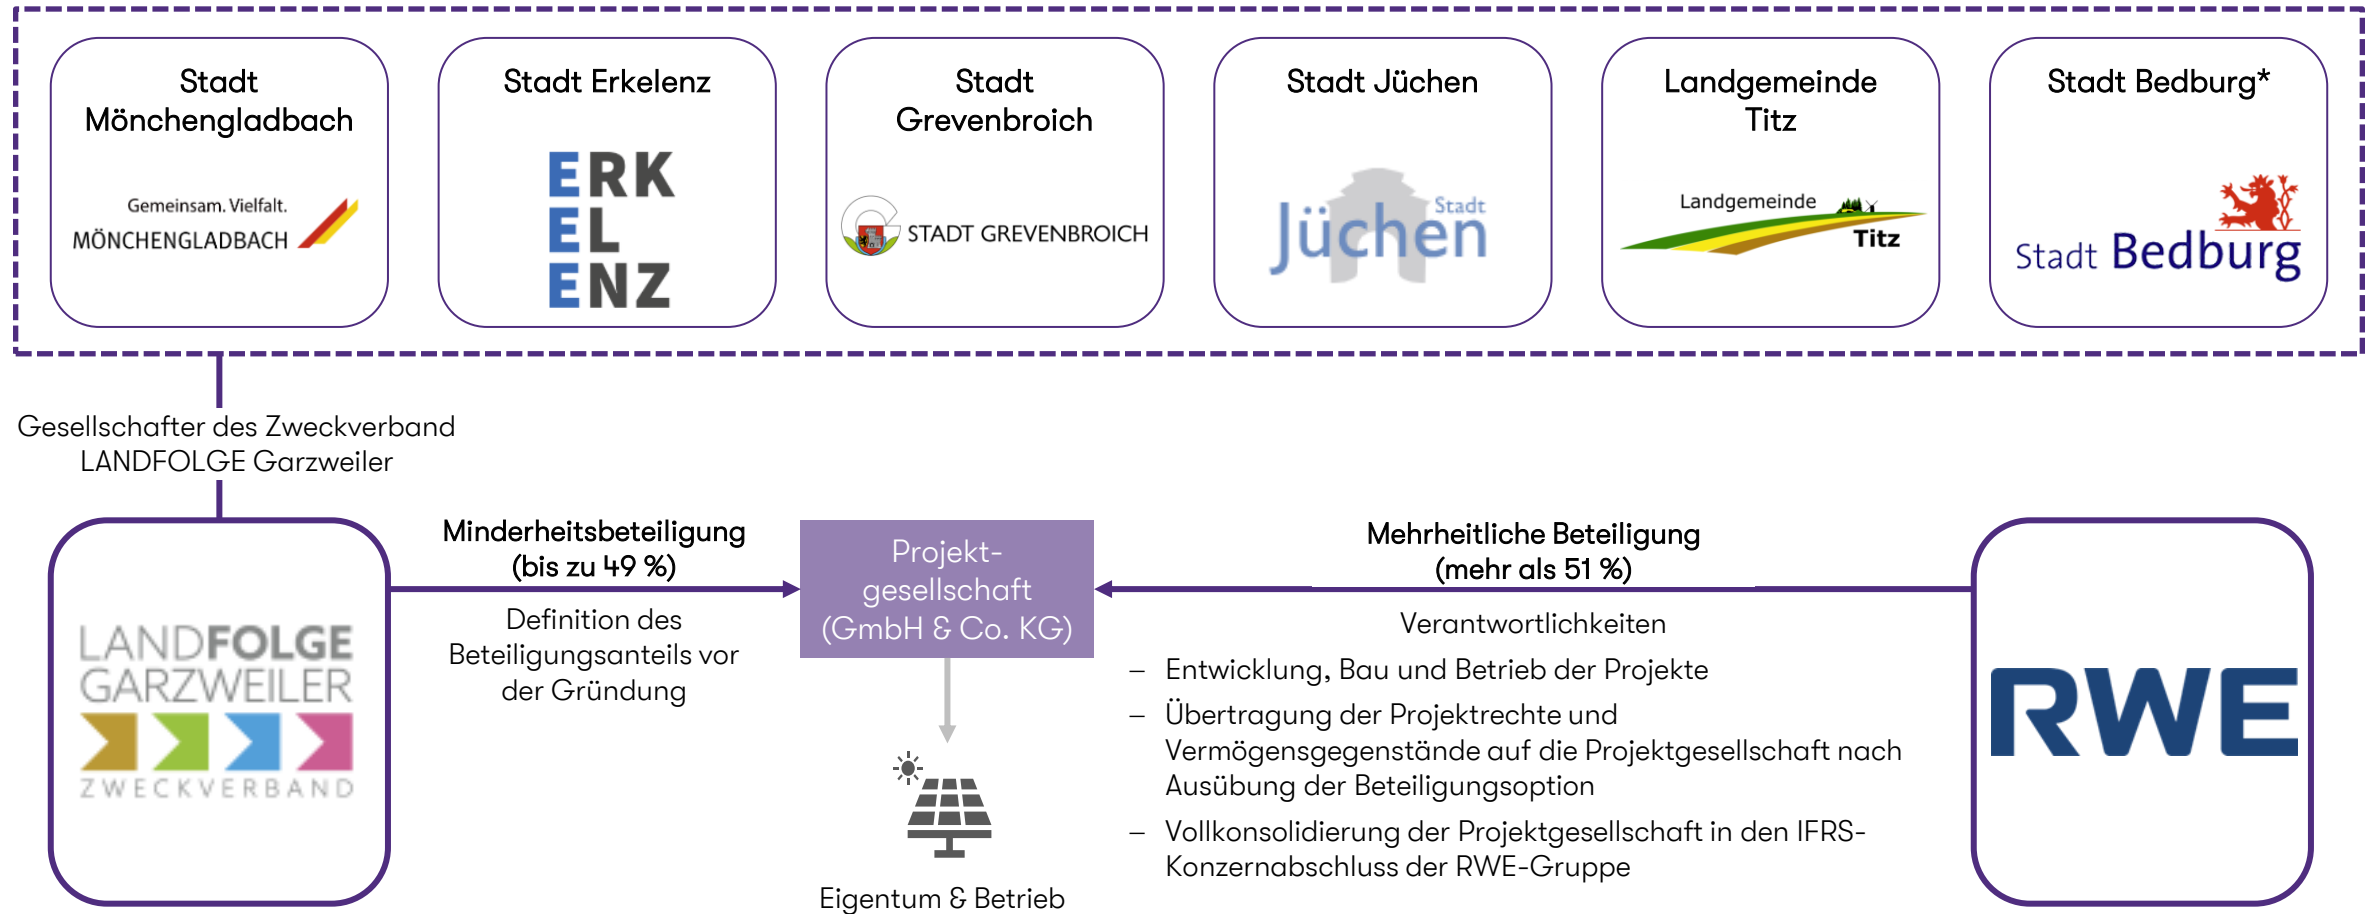 Stadt
Mönchengladbach
Gemeinsam. Vielfalt.
MÖNCHENGLADBACH
Stadt Erkelenz
ERK
EL
ENZ
Stadt
Grevenbroich
STADT GREVENBROICH
Stadt Jüchen
Stadt
Jüchen
Landgemeinde
Titz
Landgemeinde
Titz
Stadt Bedburg*
Stadt Bedburg
Gesellschafter des Zweckverband
LANDFOLGE Garzweiler
LANDFOLGE
GARZWEILER
ZWECKVERBAND
Minderheitsbeteiligung
(bis zu 49 %)
Definition des
Beteiligungsanteils vor
der Gründung
Projekt-
gesellschaft
(GmbH & Co. KG)
Eigentum & Betrieb
Mehrheitliche Beteiligung
(mehr als 51 %)
Verantwortlichkeiten
– Entwicklung, Bau und Betrieb der Projekte
– Übertragung der Projektrechte und
Vermögensgegenstände auf die Projektgesellschaft nach
Ausübung der Beteiligungsoption
– Vollkonsolidierung der Projektgesellschaft in den IFRS-
Konzernabschluss der RWE-Gruppe
RWE